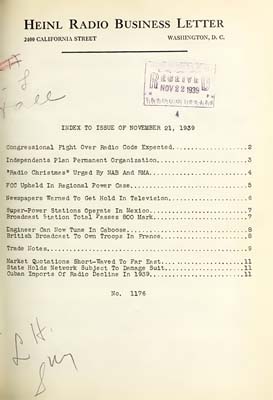 HEINL RADIO BUSINESS LETTER
2400 CALIFORNIA STREET WASHINGTON, D. C.
RECEIVED
NOV 22 1939
4
INDEX TO ISSUE OF NOVEMBER 21, 1939
Congressional Fight Over Radio Code Expected..................2
Independents Plan Permanent Organization......................3
"Radio Christmas" Urged By NAB And RMA........................4
FCC Upheld In Regional Power Case.............................5
Newspapers Warned To Get Hold In Television...................6
Super-Power Stations Operate In Mexico........................7
Broadcast Station Total Passes 800 Mark.......................7
Engineer Can Now Tune In Caboose..............................8
British Broadcast To Own Troops In France.....................8
Trade Notes...................................................9
Market Quotations Short-Waved To Far East....................11
State Holds Network Subject To Damage Suit...................11
Cuban Imports Of Radio Decline In 1939.......................11
No. 1176
L.H.